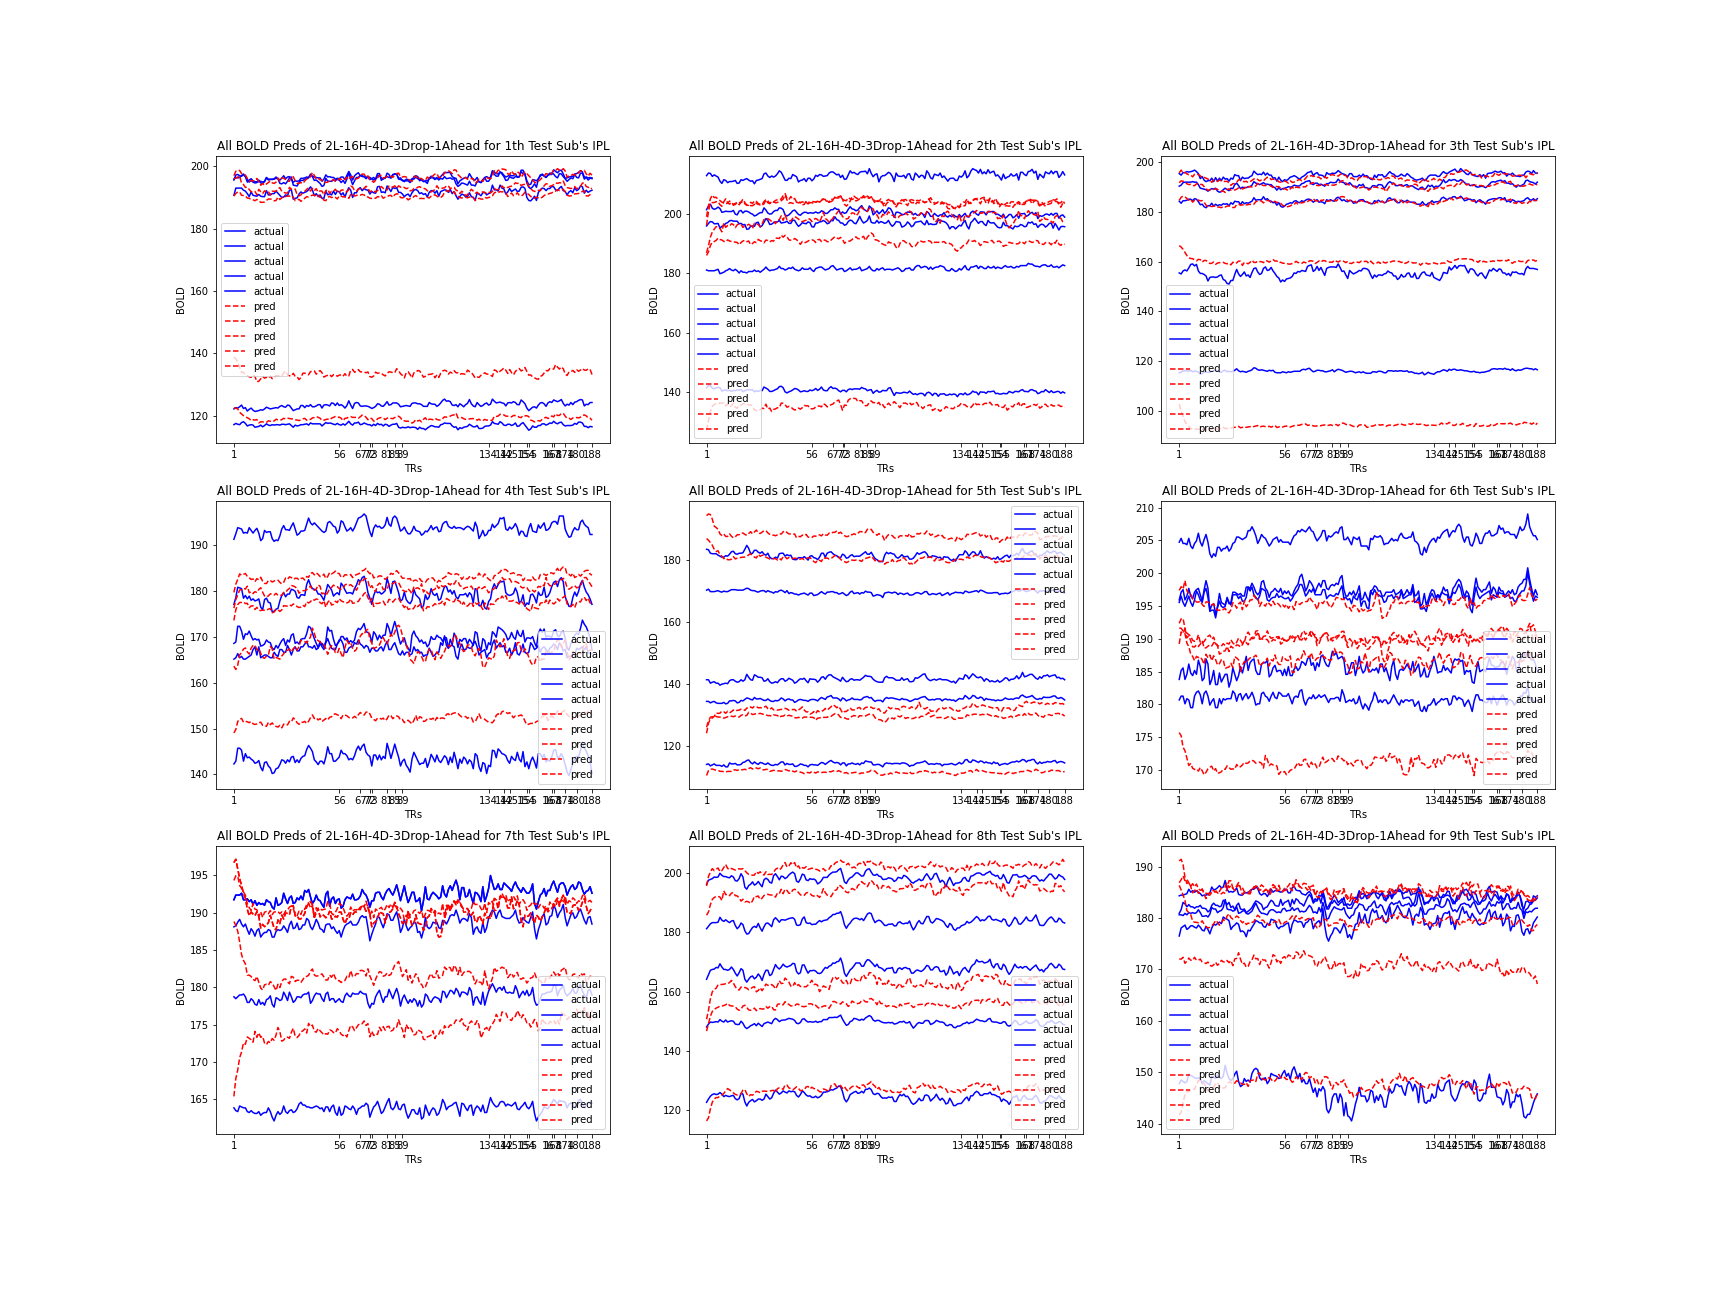 All BOLD Preds of 2L-16H-4D-3Drop-1Ahead for 1th Test Sub's IPL
200
180
160
140
120
BOLD
actual
actual
actual
actual
actual
pred
pred
pred
pred
pred
1
56
188
TRs
All BOLD Preds of 2L-16H-4D-3Drop-1Ahead for 2th Test Sub's IPL
200
180
160
140
BOLD
actual
actual
actual
actual
actual
pred
pred
pred
pred
pred
1
56
188
TRs
All BOLD Preds of 2L-16H-4D-3Drop-1Ahead for 3th Test Sub's IPL
200
180
160
140
120
100
BOLD
actual
actual
actual
actual
actual
pred
pred
pred
pred
pred
1
56
188
TRs
All BOLD Preds of 2L-16H-4D-3Drop-1Ahead for 4th Test Sub's IPL
190
180
170
160
150
140
BOLD
actual
actual
actual
actual
actual
pred
pred
pred
pred
pred
1
56
188
TRs
All BOLD Preds of 2L-16H-4D-3Drop-1Ahead for 5th Test Sub's IPL
180
160
140
120
BOLD
actual
actual
actual
actual
actual
pred
pred
pred
pred
pred
1
56
188
TRs
All BOLD Preds of 2L-16H-4D-3Drop-1Ahead for 6th Test Sub's IPL
210
205
200
195
190
185
180
175
170
BOLD
actual
actual
actual
actual
actual
pred
pred
pred
pred
pred
1
56
188
TRs
All BOLD Preds of 2L-16H-4D-3Drop-1Ahead for 7th Test Sub's IPL
195
190
185
180
175
170
165
BOLD
actual
actual
actual
actual
actual
pred
pred
pred
pred
pred
1
56
188
TRs
All BOLD Preds of 2L-16H-4D-3Drop-1Ahead for 8th Test Sub's IPL
200
180
160
140
120
BOLD
actual
actual
actual
actual
actual
pred
pred
pred
pred
pred
1
56
188
TRs
All BOLD Preds of 2L-16H-4D-3Drop-1Ahead for 9th Test Sub's IPL
190
180
170
160
150
140
BOLD
actual
actual
actual
actual
actual
pred
pred
pred
pred
pred
1
56
188
TRs